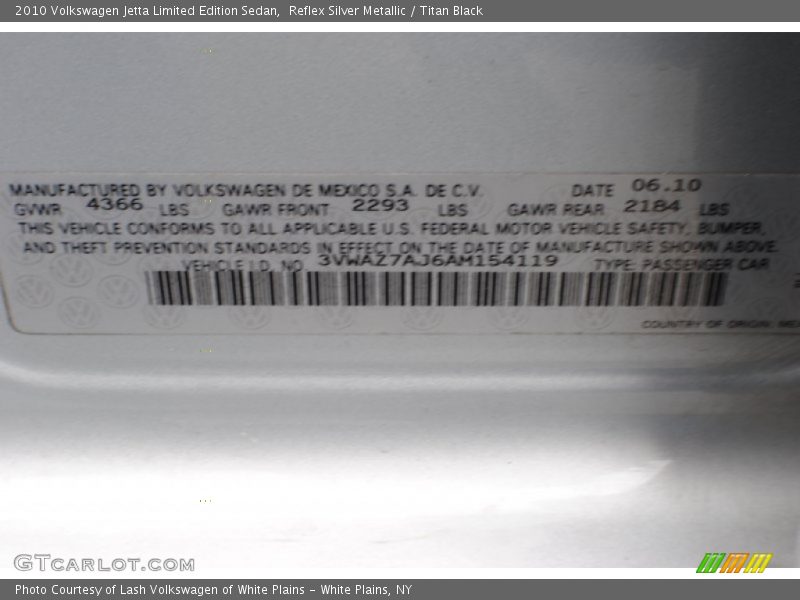 2010 Volkswagen Jetta Limited Edition Sedan,  Reflex Silver Metallic / Titan Black
MANUFACTURED BY VOLKSWAGEN DE MEXICO S.A. DE C.V. DATE 06.10
GVWR 4366 LBS GAWR FRONT 2293 LBS GAWR REAR 2184 LBS
THIS VEHICLE CONFORMS TO ALL APPLICABLE U.S. FEDERAL MOTOR VEHICLE SAFETY, BUMPER,
AND THEFT PREVENTION STANDARDS IN EFFECT ON THE DATE OF MANUFACTURE SHOWN ABOVE.
VEHICLE I.D. NO 3VWAZ7AJ6AM154119 TYPE: PASSENGER CAR
COUNTRY OF ORIGIN: MEX
GTCARLOT.COM
Photo Courtesy of Lash Volkswagen of White Plains - White Plains, NY